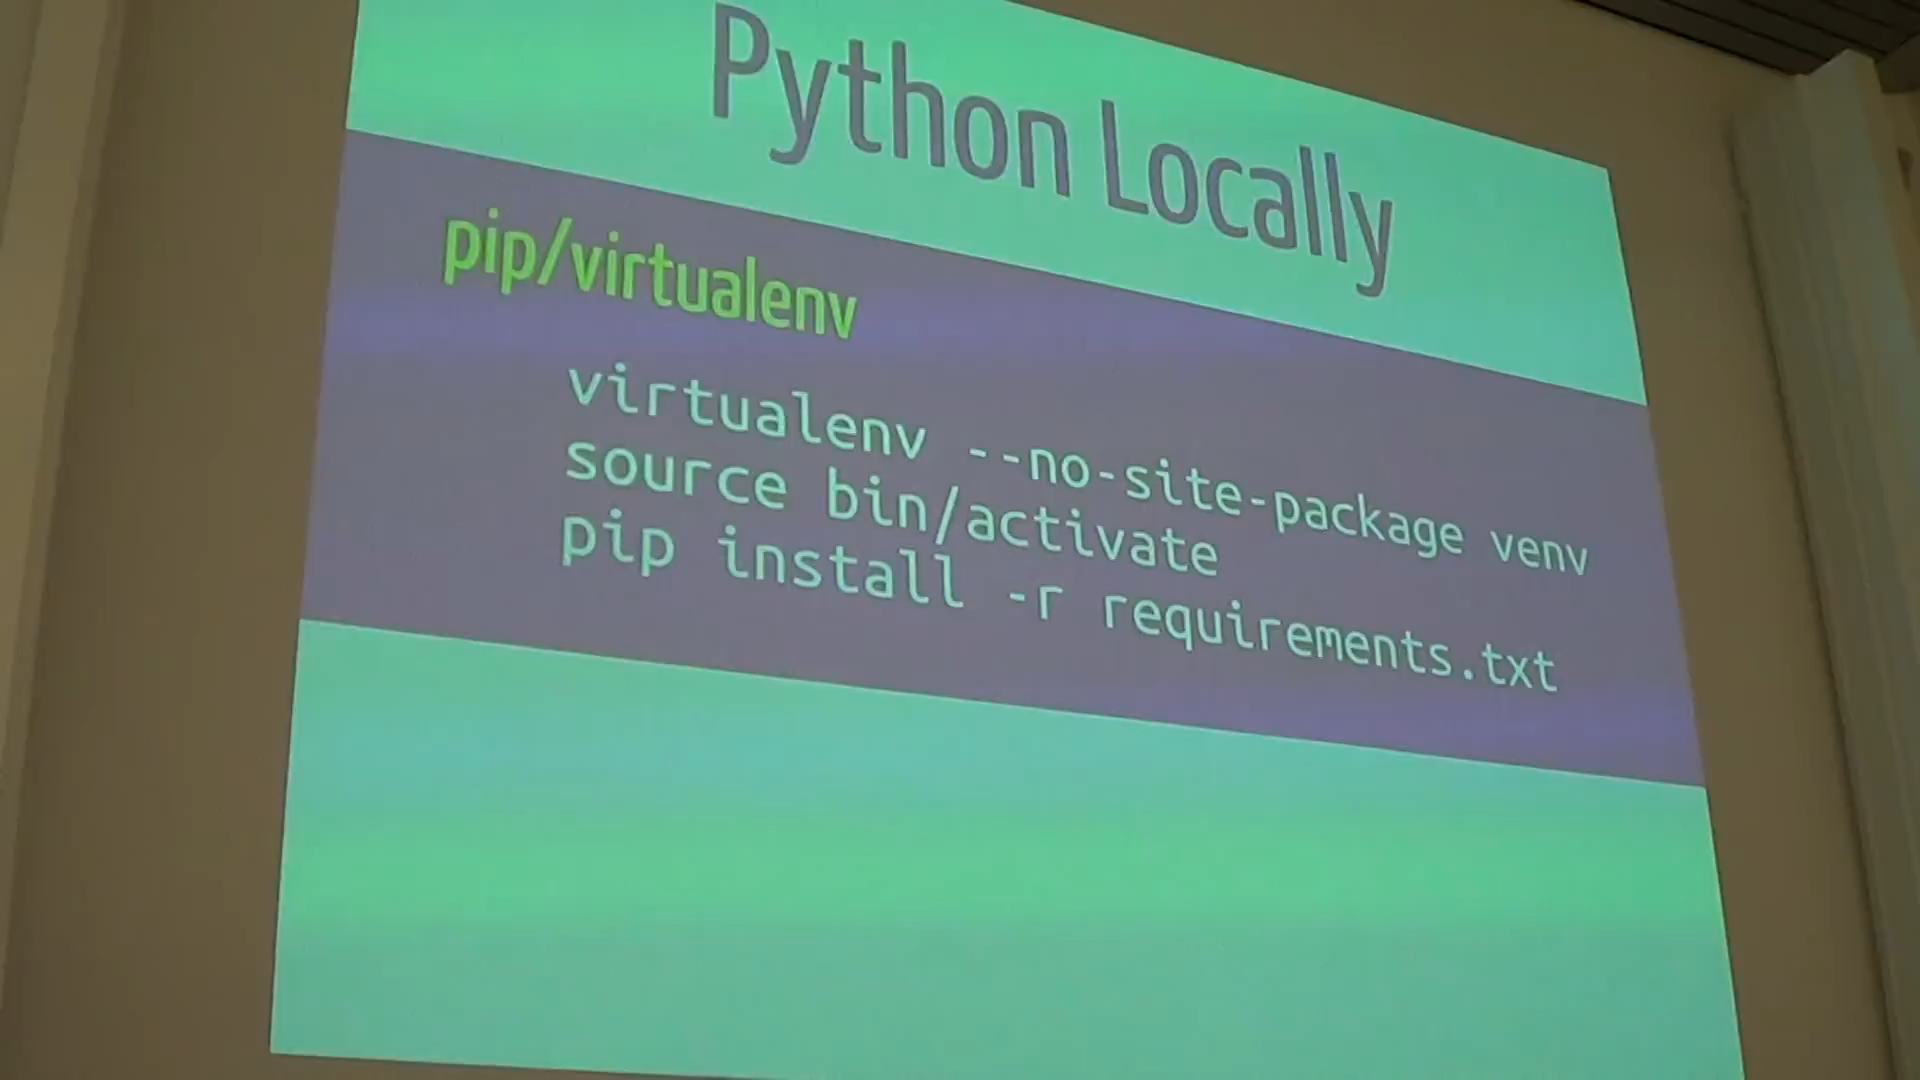 Python Locally
pip/virtualenv
virtualenv --no-site-package venv
source bin/activate
pip install -r requirements.txt